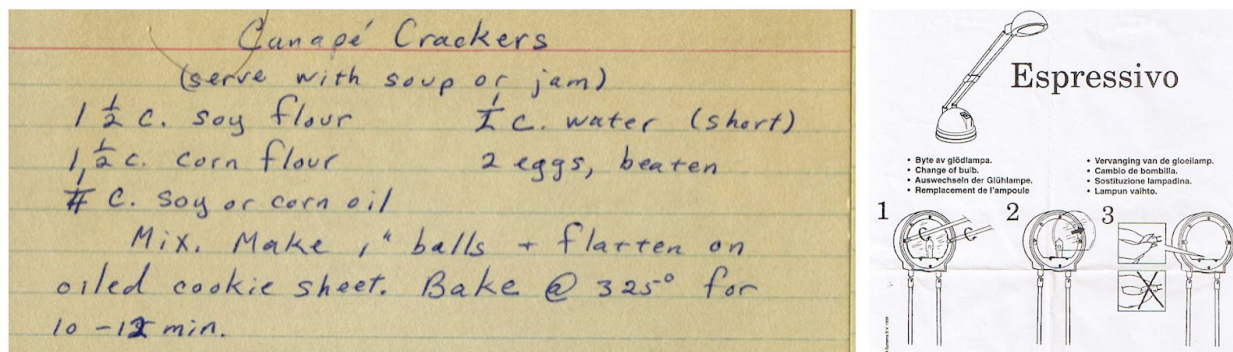 Canapé Crackers
(serve with soup or jam)
1 1/2 c. soy flour
1 1/2 c. corn flour
1/4 c. soy or corn oil
c. water (short)
2 eggs, beaten
Mix. Make 1" balls + flatten on
oiled cookie sheet. Bake @ 325° for
10-12 min.
Espressivo
• Byte av glödlampa.
• Change of bulb.
• Auswechseln der Glühlampe.
• Remplacement de l'ampoule
• Vervanging van de gloeilamp.
• Cambio de bombilla.
• Sostituzione lampadina.
• Lampun vaihto.
1 2 3